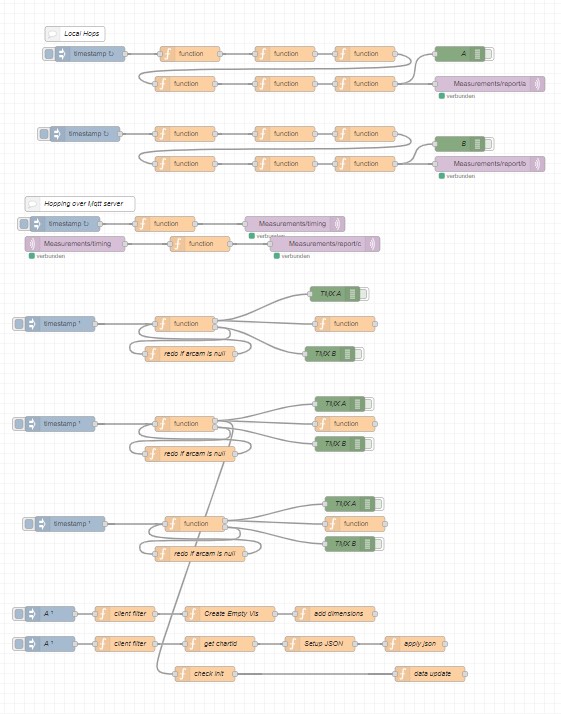 Local Hops
timestamp ↻
function
function
function
A
function
function
function
Measurements/report/a
verbunden
timestamp ↻
function
function
function
B
function
function
function
Measurements/report/b
verbunden
Hopping over Matt server
timestamp ↻
function
Measurements/timing
verbunden
Measurements/timing
function
Measurements/report/c
verbunden
verbunden
TMX A
timestamp ¹
function
function
redo if arcam is null
TMX B
TMX A
timestamp ¹
function
function
TMX B
redo if arcam is null
TMX A
timestamp ¹
function
function
TMX B
redo if arcam is null
A ¹
client filter
Create Empty Vis
add dimensions
A ¹
client filter
get chartid
Setup JSON
apply json
check init
data update